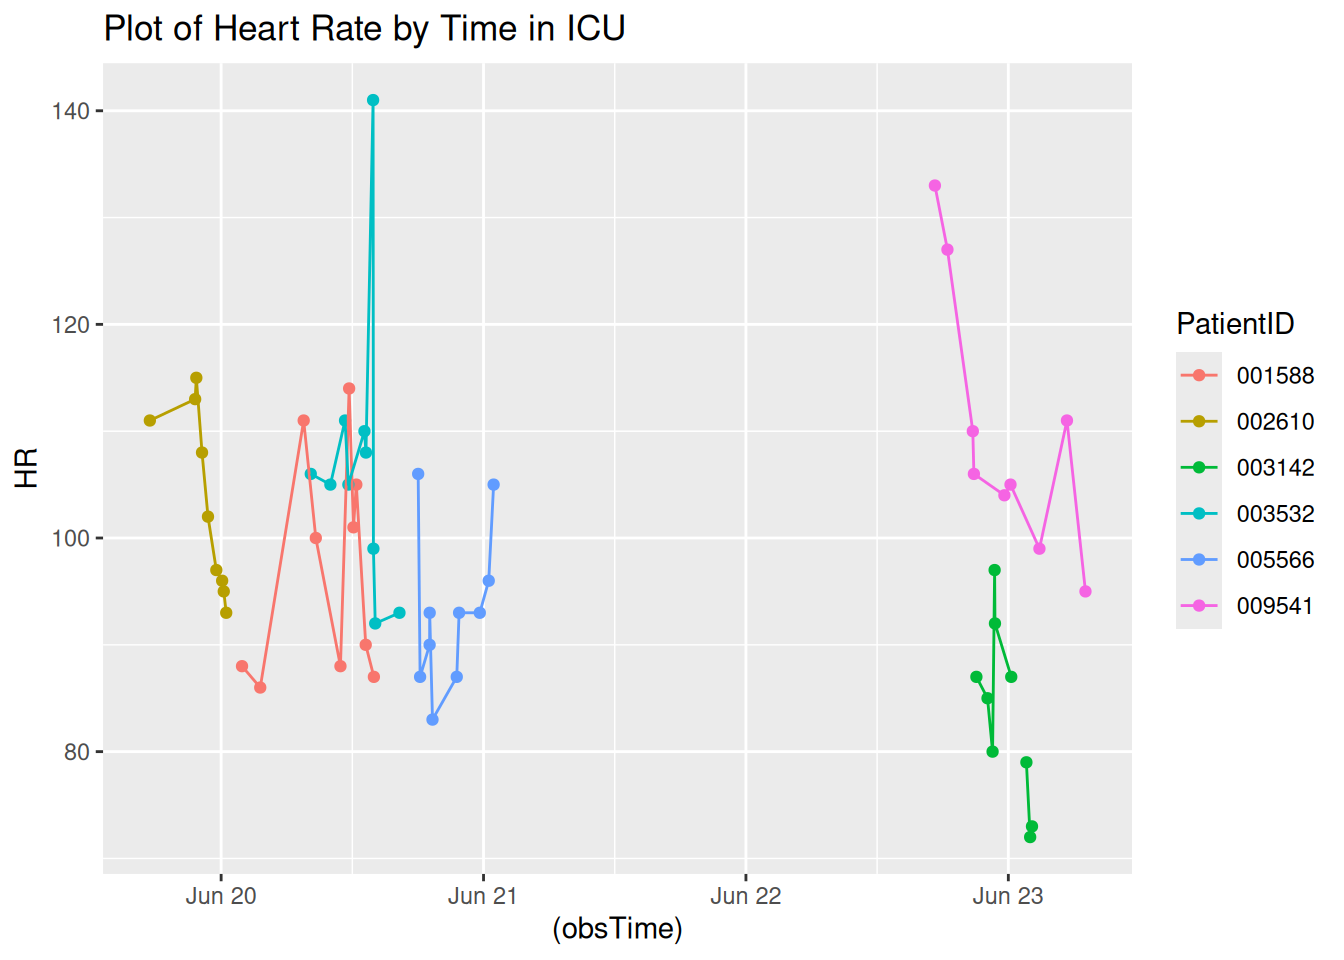 Plot of Heart Rate by Time in ICU
140
120
100
80
HR
Jun 20
Jun 21
Jun 22
Jun 23
(obsTime)
PatientID
001588
002610
003142
003532
005566
009541